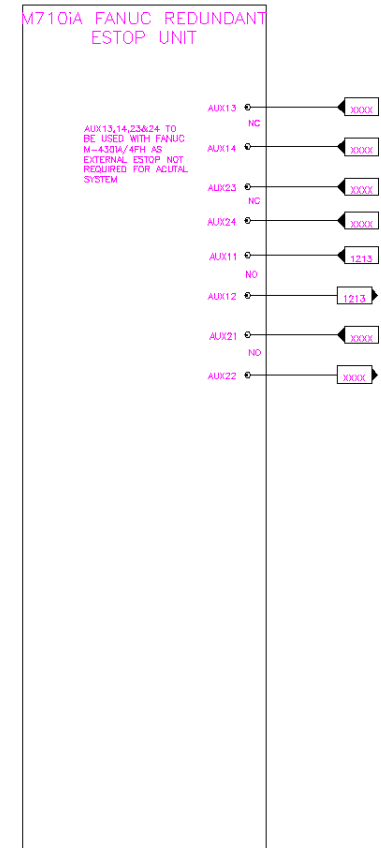 M710iA FANUC REDUNDANT
ESTOP UNIT
AUX13
XXXX
NC
AUX13,14,23&24 TO
BE USED WITH FANUC
M-430iA/4FH AS
EXTERNAL ESTOP NOT
REQUIRED FOR ACUTAL
SYSTEM
AUX14
XXXX
AUX23
XXXX
NC
AUX24
XXXX
AUX11
1213
NO
AUX12
1213
AUX21
XXXX
NO
AUX22
XXXX